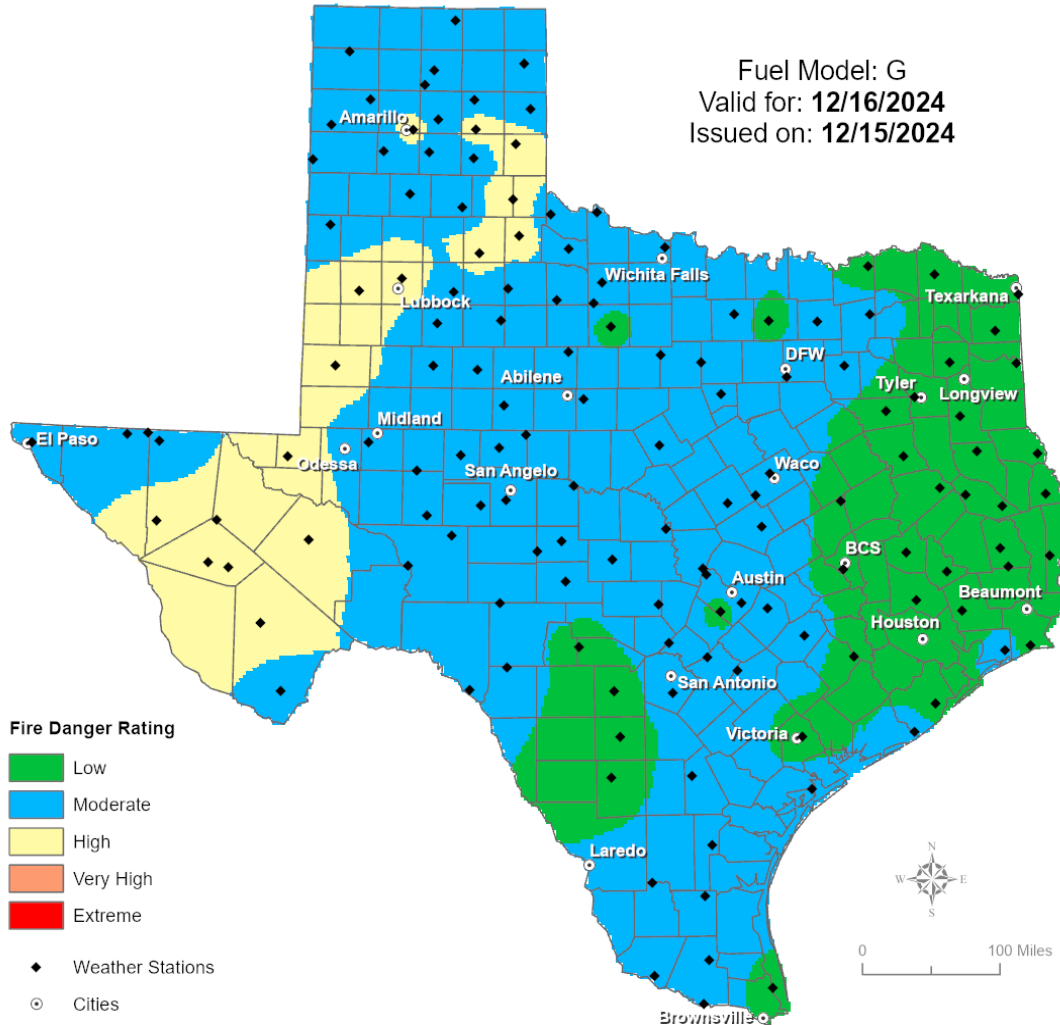 Fuel Model: G
Valid for: 12/16/2024
Issued on: 12/15/2024
Amarillo
Wichita Falls
Lubbock
Texarkana
DFW
Abilene
Tyler
Longview
Midland
El Paso
Odessa
San Angelo
Waco
BCS
Austin
Beaumont
Houston
San Antonio
Victoria
Laredo
Brownsville
Fire Danger Rating
Low
Moderate
High
Very High
Extreme
Weather Stations
Cities
N
W E
S
0 100 Miles